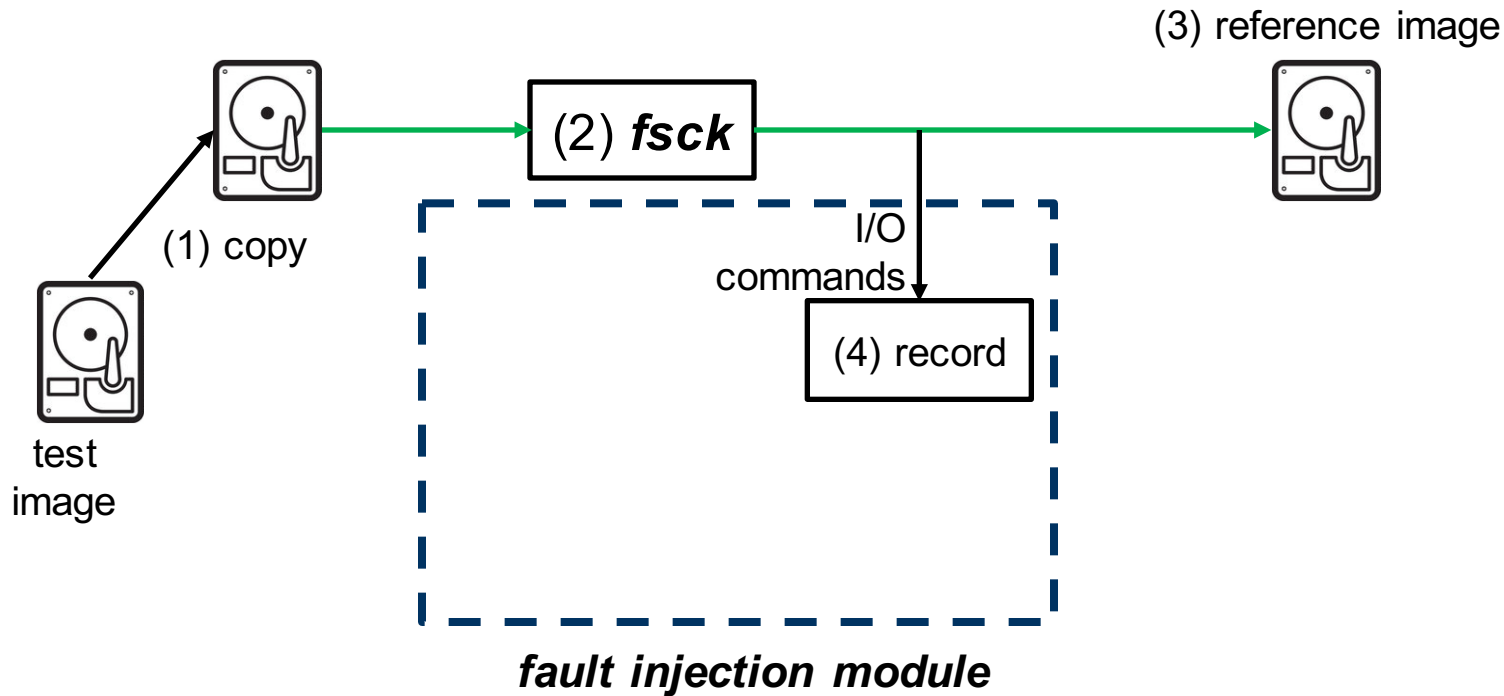 (3) reference image
(2) fsck
(1) copy
I/O
commands
(4) record
test
image
fault injection module